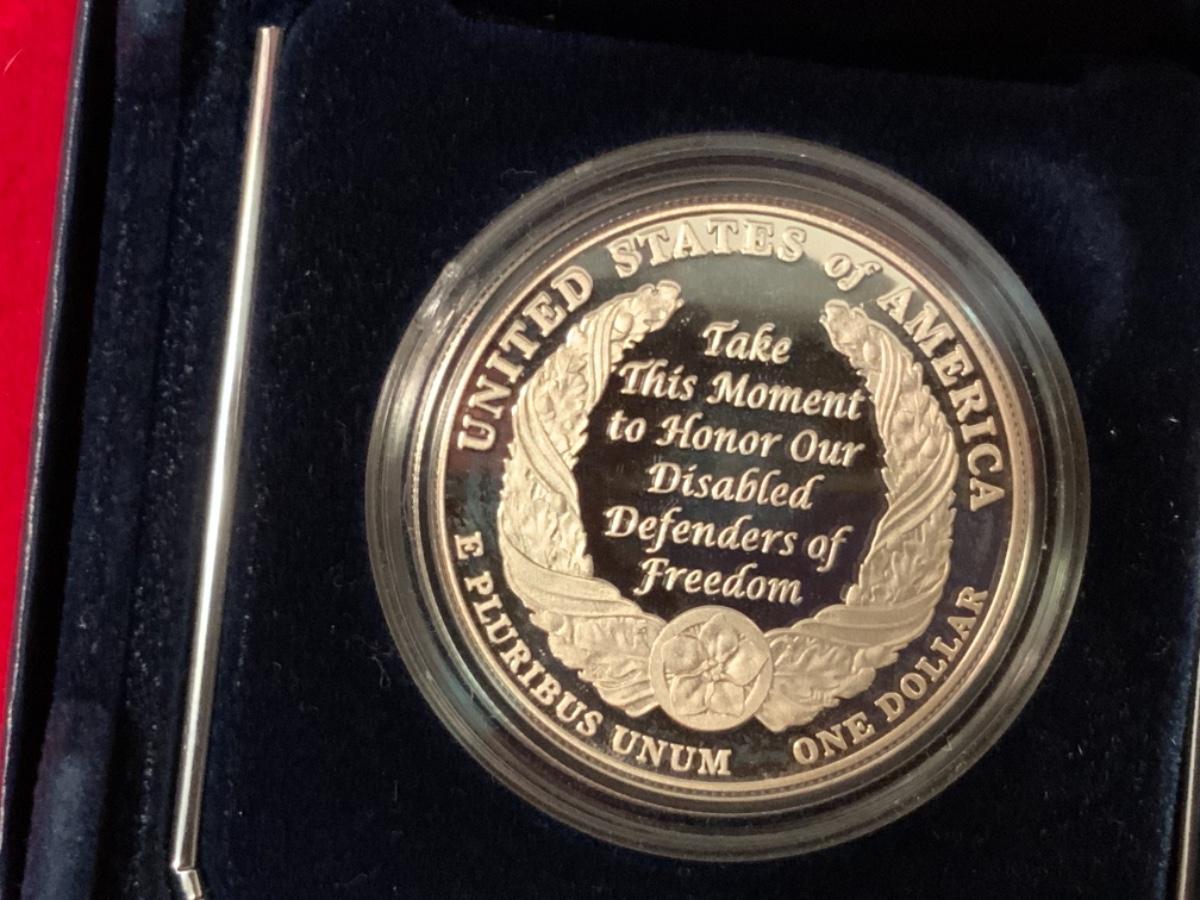 UNITED STATES of AMERICA
Take
This Moment
to Honor Our
Disabled
Defenders of
Freedom
E PLURIBUS UNUM
ONE DOLLAR